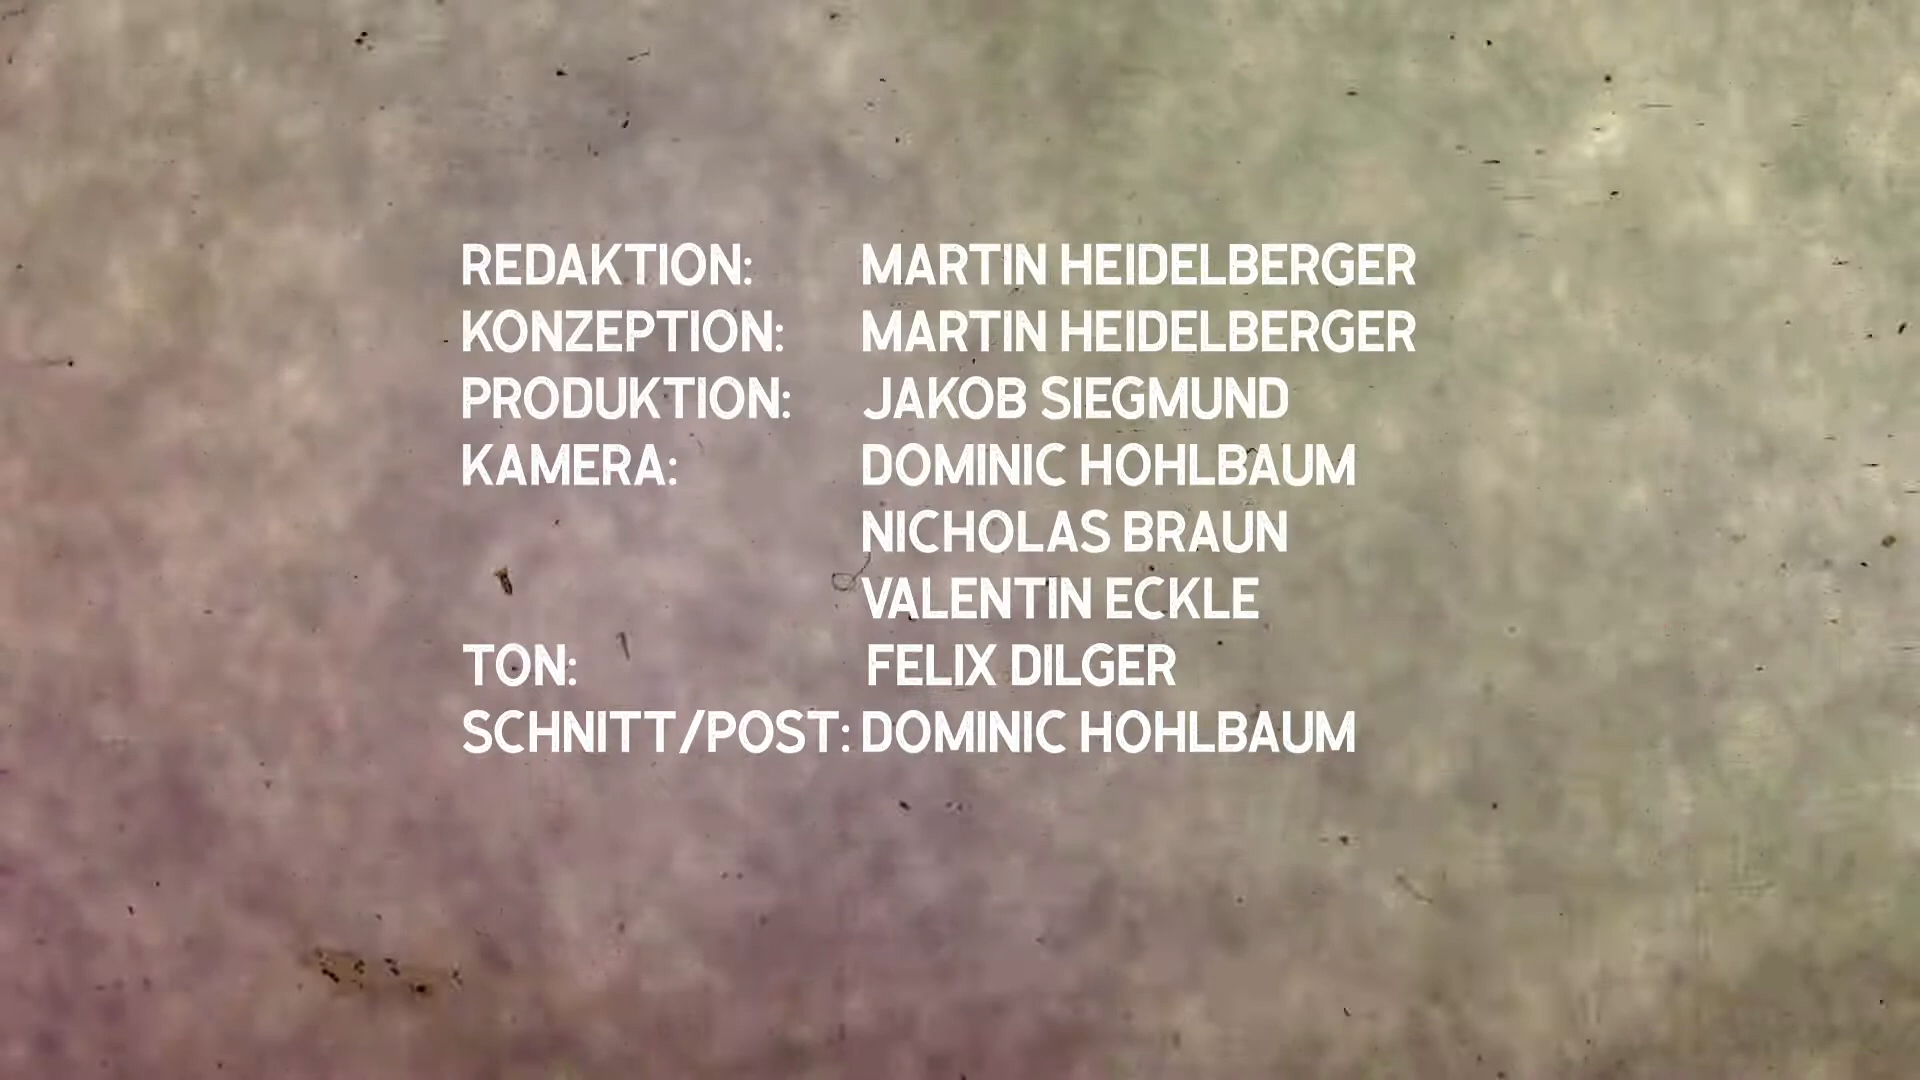 REDAKTION: MARTIN HEIDELBERGER
KONZEPTION: MARTIN HEIDELBERGER
PRODUKTION: JAKOB SIEGMUND
KAMERA: DOMINIC HOHLBAUM
NICHOLAS BRAUN
VALENTIN ECKLE
TON: FELIX DILGER
SCHNITT/POST: DOMINIC HOHLBAUM